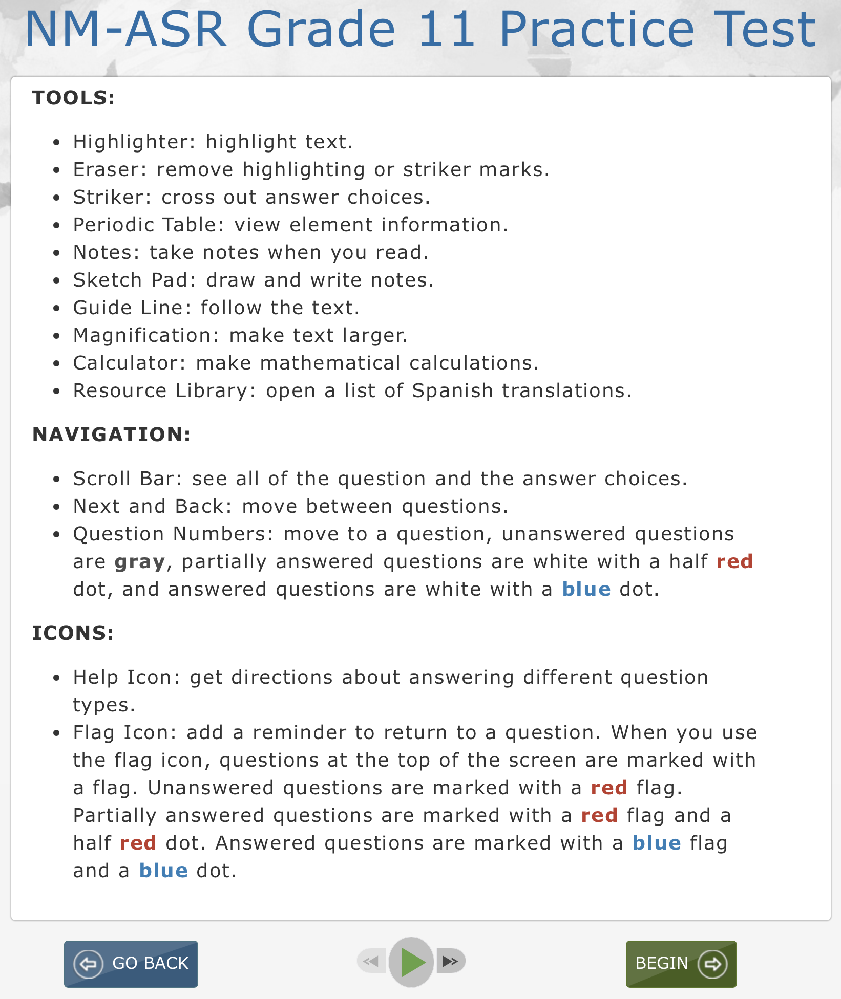 NM-ASR Grade 11 Practice Test
TOOLS:
• Highlighter: highlight text.
• Eraser: remove highlighting or striker marks.
• Striker: cross out answer choices.
• Periodic Table: view element information.
• Notes: take notes when you read.
• Sketch Pad: draw and write notes.
• Guide Line: follow the text.
• Magnification: make text larger.
• Calculator: make mathematical calculations.
• Resource Library: open a list of Spanish translations.
NAVIGATION:
• Scroll Bar: see all of the question and the answer choices.
• Next and Back: move between questions.
• Question Numbers: move to a question, unanswered questions
are gray, partially answered questions are white with a half red
dot, and answered questions are white with a blue dot.
ICONS:
• Help Icon: get directions about answering different question
types.
• Flag Icon: add a reminder to return to a question. When you use
the flag icon, questions at the top of the screen are marked with
a flag. Unanswered questions are marked with a red flag.
Partially answered questions are marked with a red flag and a
half red dot. Answered questions are marked with a blue flag
and a blue dot.
GO BACK
BEGIN